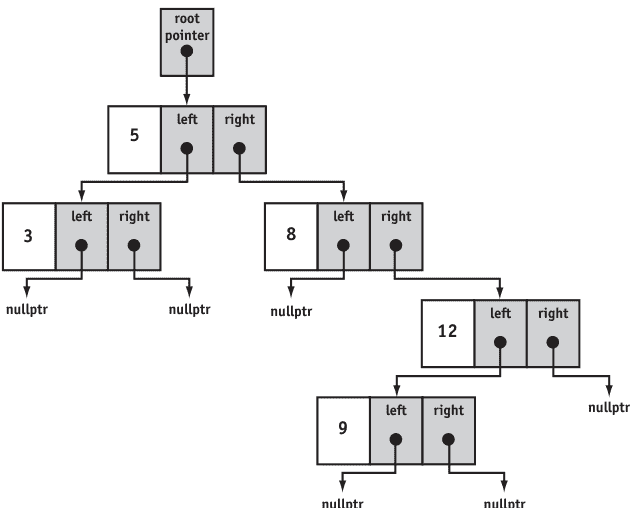 root
pointer
5
left
right
3
left
right
8
left
right
nullptr
nullptr
nullptr
12
left
right
nullptr
9
left
right
nullptr
nullptr